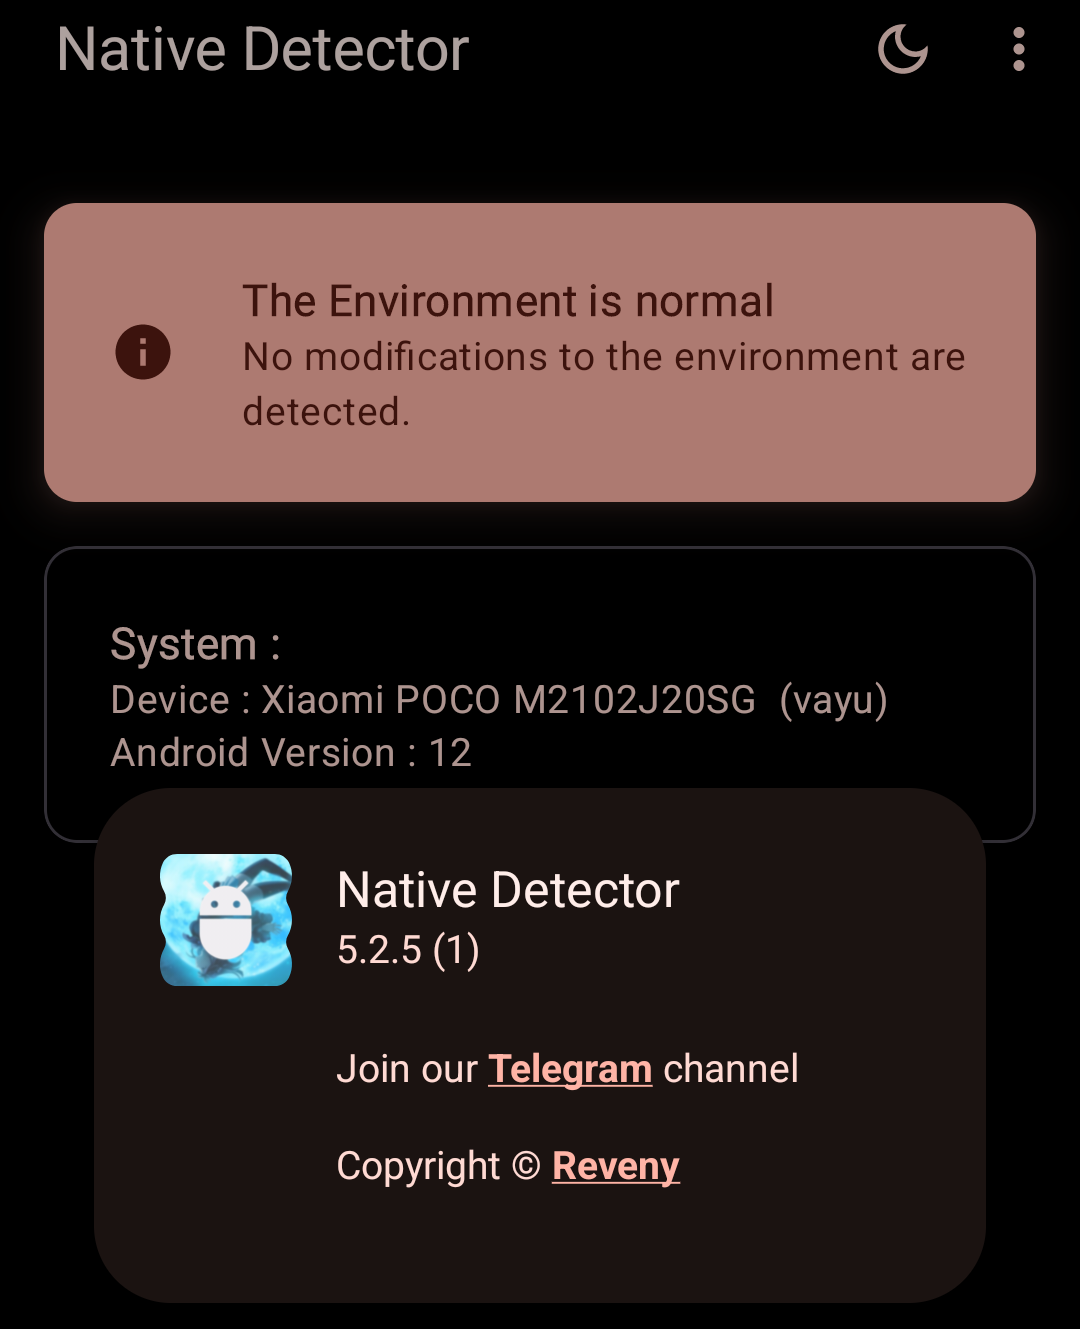 Native Detector
The Environment is normal
No modifications to the environment are
detected.
System :
Device : Xiaomi POCO M2102J20SG (vayu)
Android Version : 12
Native Detector
5.2.5 (1)
Join our Telegram channel
Copyright © Reveny